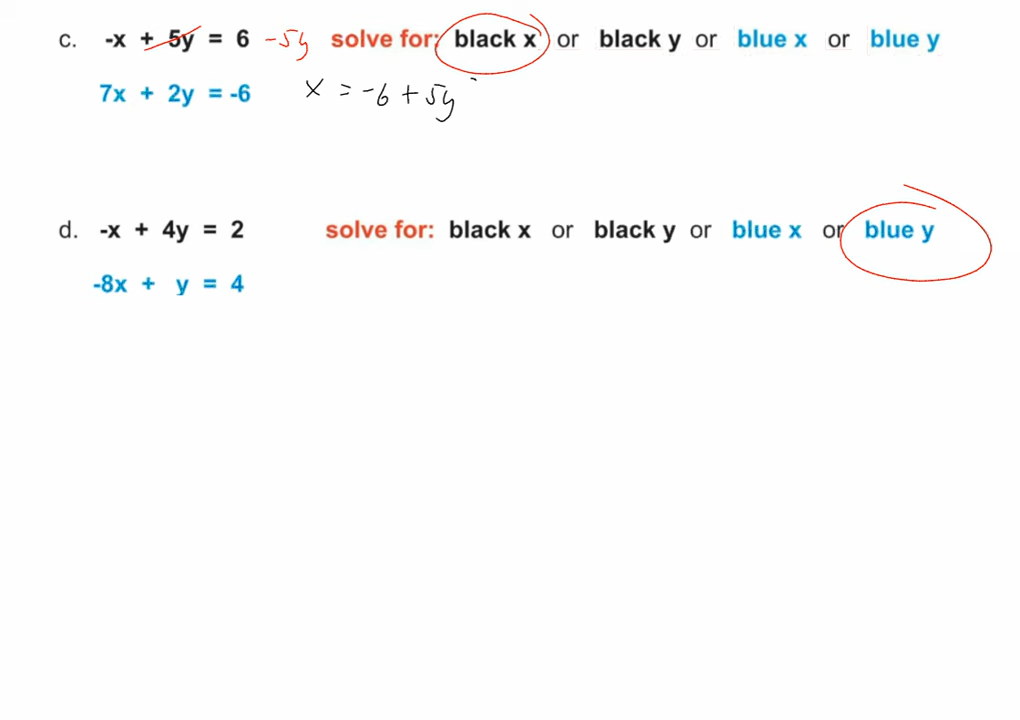 c. -x + 5y = 6 -5y solve for: black x or black y or blue x or blue y
7x + 2y = -6 x = -6 + 5y
d. -x + 4y = 2 solve for: black x or black y or blue x or blue y
-8x + y = 4